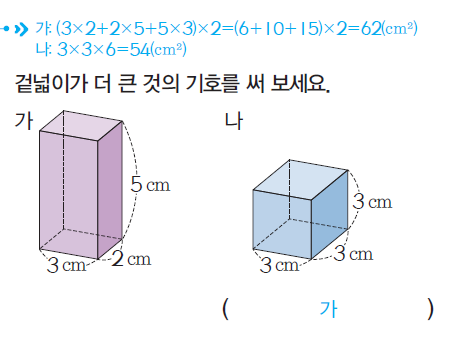 가: (3×2+2×5+5×3)×2=(6+10+15)×2=62(cm²)
나: 3×3×6=54(cm²)
겉넓이가 더 큰 것의 기호를 써 보세요.
가 나
5 cm
3 cm 2 cm
3 cm
3 cm 3 cm
( 가 )